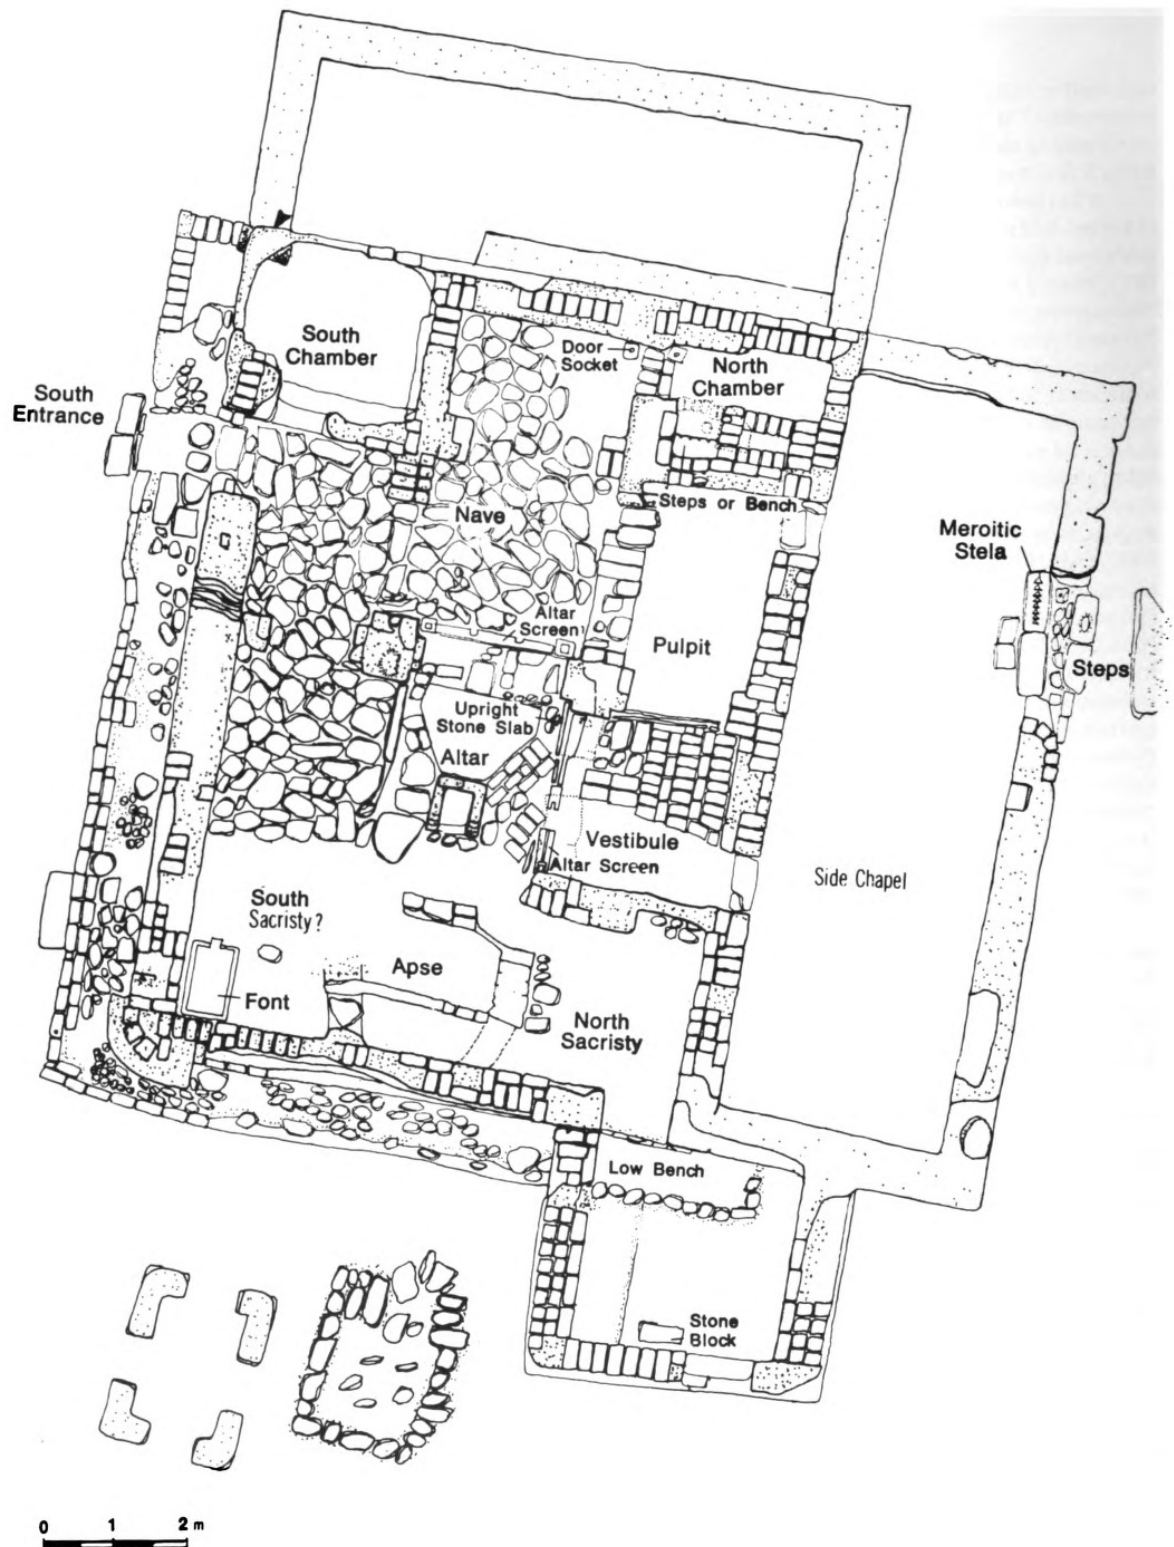 South
Chamber
Door
Socket
North
Chamber
South
Entrance
Steps or Bench
Nave
Meroitic
Stela
Altar
Screen
Pulpit
Steps
Upright
Stone Slab
Altar
Vestibule
Altar Screen
Side Chapel
South
Sacristy?
Apse
Font
North
Sacristy
Low Bench
Stone
Block
0 1 2 m